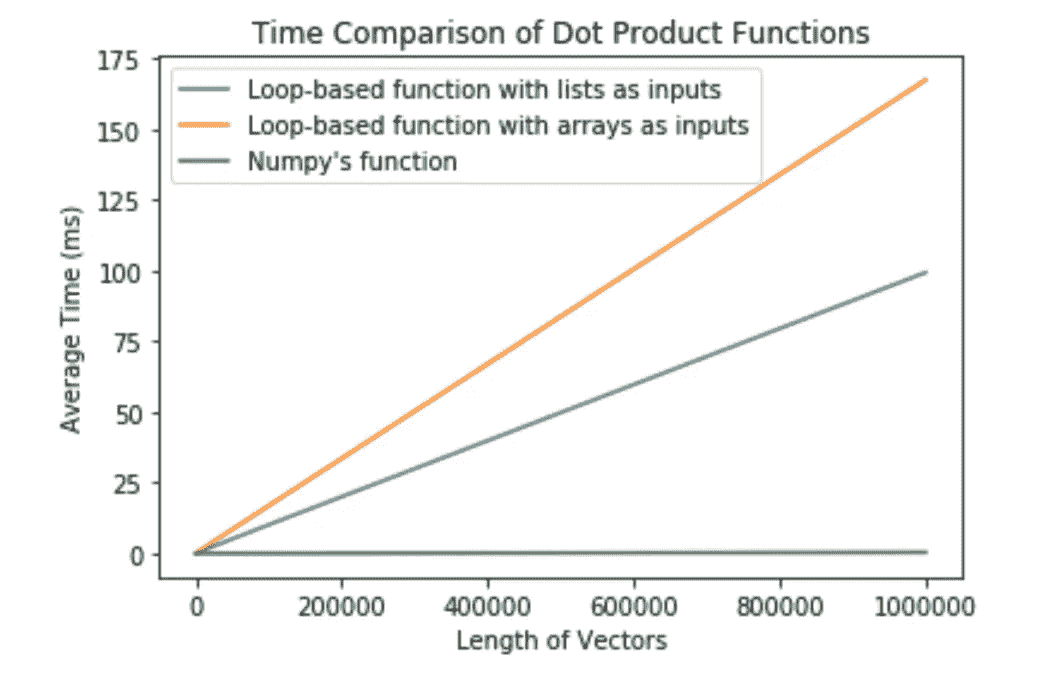 Time Comparison of Dot Product Functions
175
150
125
100
75
50
25
0
Average Time (ms)
Loop-based function with lists as inputs
Loop-based function with arrays as inputs
Numpy's function
0 200000 400000 600000 800000 1000000
Length of Vectors